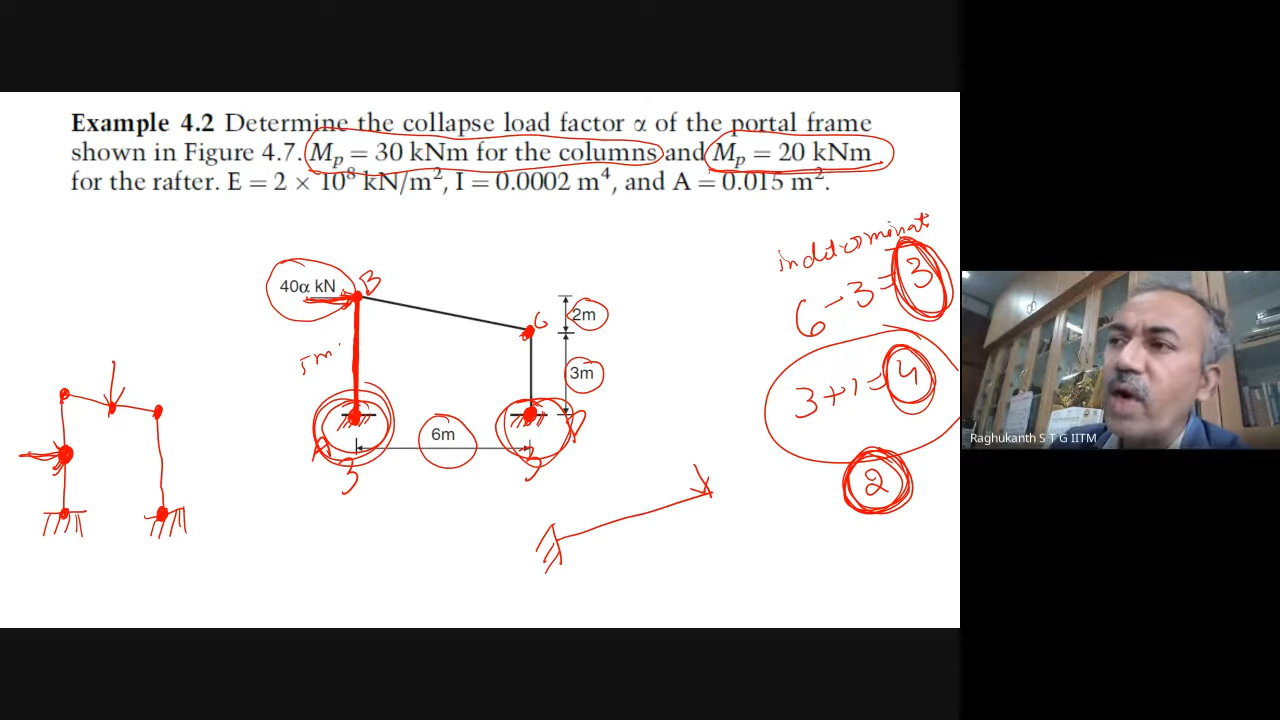 Example 4.2 Determine the collapse load factor α of the portal frame
shown in Figure 4.7. Mp = 30 kNm for the columns and Mp = 20 kNm
for the rafter. E = 2 × 10⁸ kN/m², I = 0.0002 m⁴, and A = 0.015 m².
indeterminat
6 - 3 = 3
40α kN
B
C
2m
5m
3m
3 + 1 = 4
6m
A
D
3
3
Raghukanth S T G IITM
2